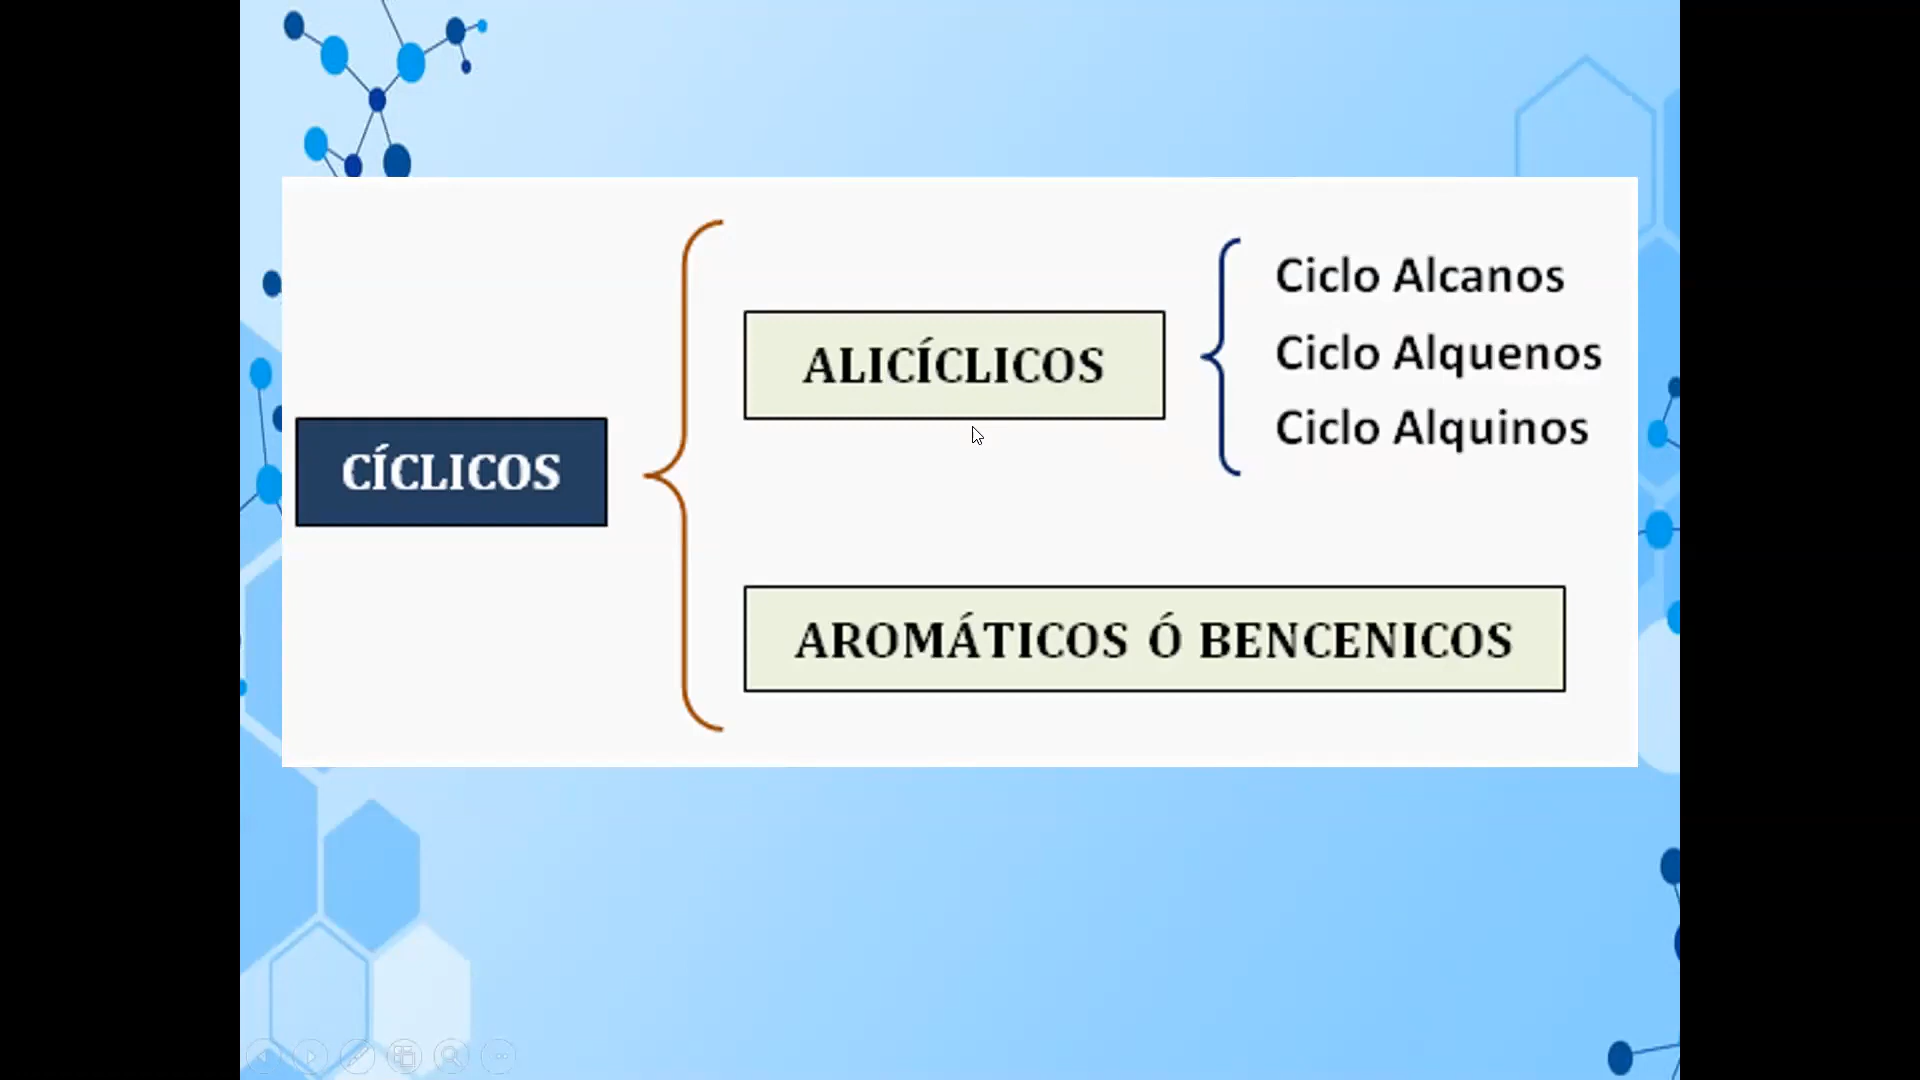 CÍCLICOS
ALICÍCLICOS
Ciclo Alcanos
Ciclo Alquenos
Ciclo Alquinos
AROMÁTICOS Ó BENCENICOS